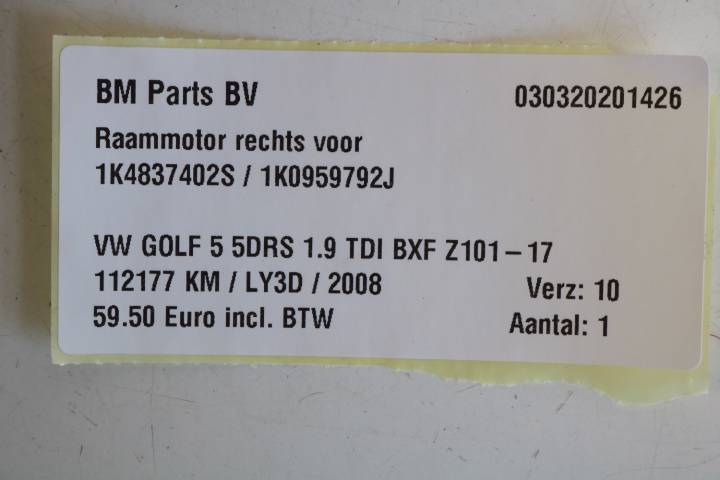 BM Parts BV 030320201426
Raammotor rechts voor
1K4837402S / 1K0959792J
VW GOLF 5 5DRS 1.9 TDI BXF Z101-17
112177 KM / LY3D / 2008 Verz: 10
59.50 Euro incl. BTW Aantal: 1